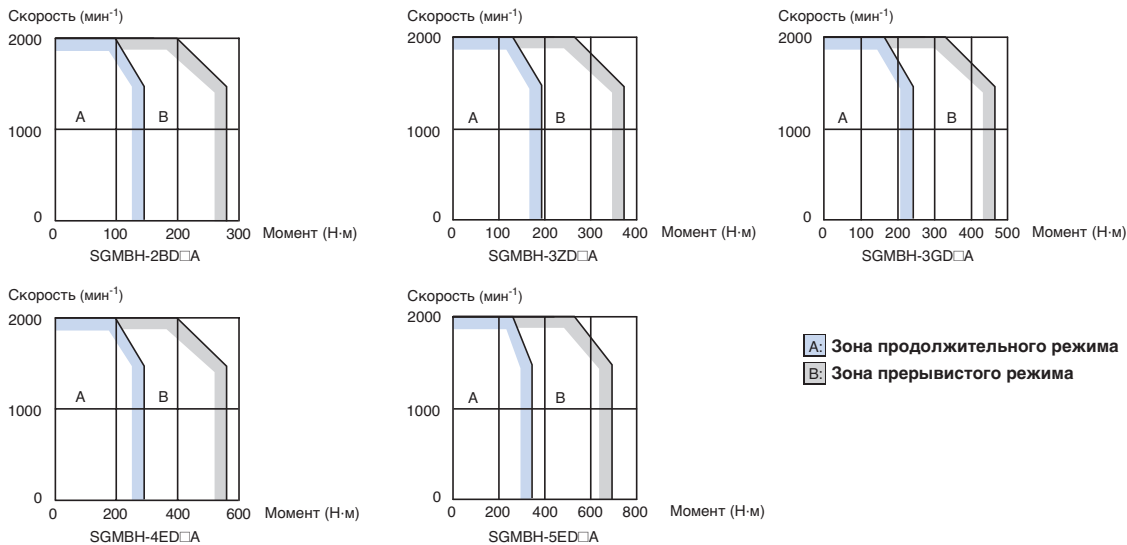 Скорость (мин⁻¹)
2000
1000
0
A
B
0 100 200 300 Момент (Н·м)
SGMBH-2BD□A
Скорость (мин⁻¹)
2000
1000
0
A
B
0 100 200 300 400 Момент (Н·м)
SGMBH-3ZD□A
Скорость (мин⁻¹)
2000
1000
0
A
B
0 100 200 300 400 500 Момент (Н·м)
SGMBH-3GD□A
Скорость (мин⁻¹)
2000
1000
0
A
B
0 200 400 600 Момент (Н·м)
SGMBH-4ED□A
Скорость (мин⁻¹)
2000
1000
0
A
B
0 200 400 600 800 Момент (Н·м)
SGMBH-5ED□A
A: Зона продолжительного режима
B: Зона прерывистого режима